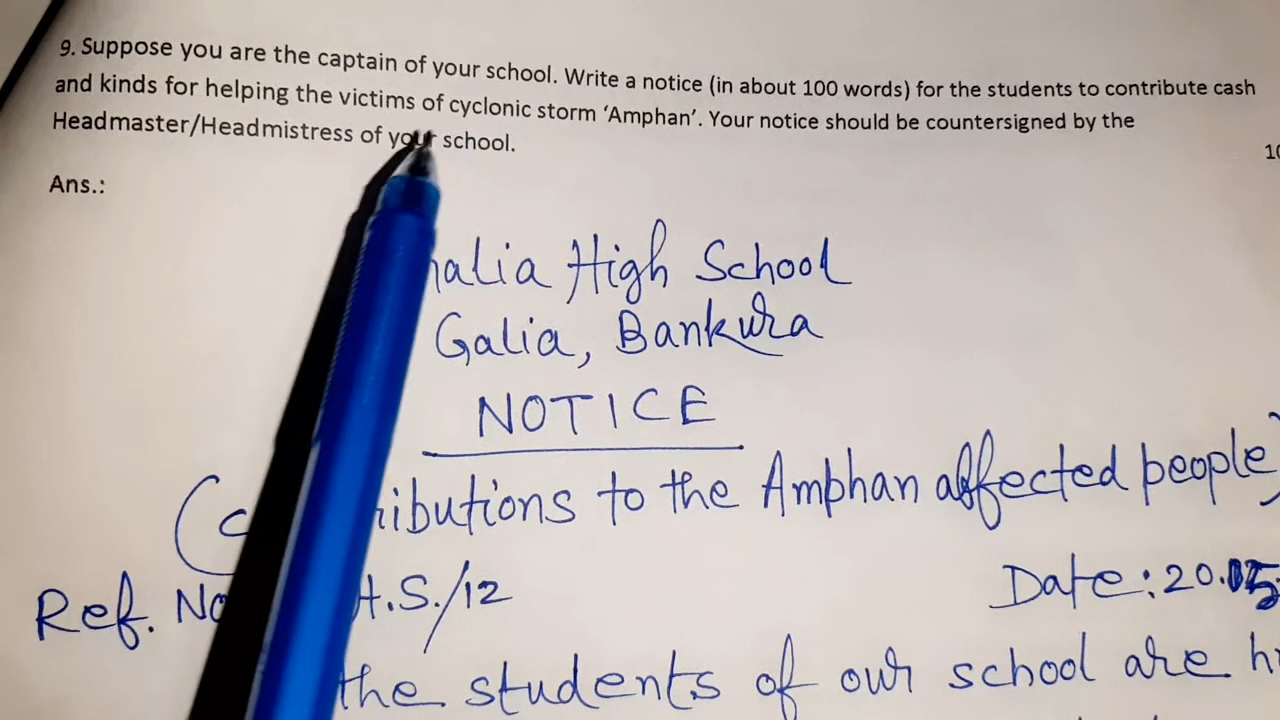 9. Suppose you are the captain of your school. Write a notice (in about 100 words) for the students to contribute cash
and kinds for helping the victims of cyclonic storm ‘Amphan’. Your notice should be countersigned by the
Headmaster/Headmistress of your school.
Ans.:
High School
Galia, Bankura
NOTICE
to the Amphan affected people)
Ref. No H.S./12 Date: 20.05
the students of our school are